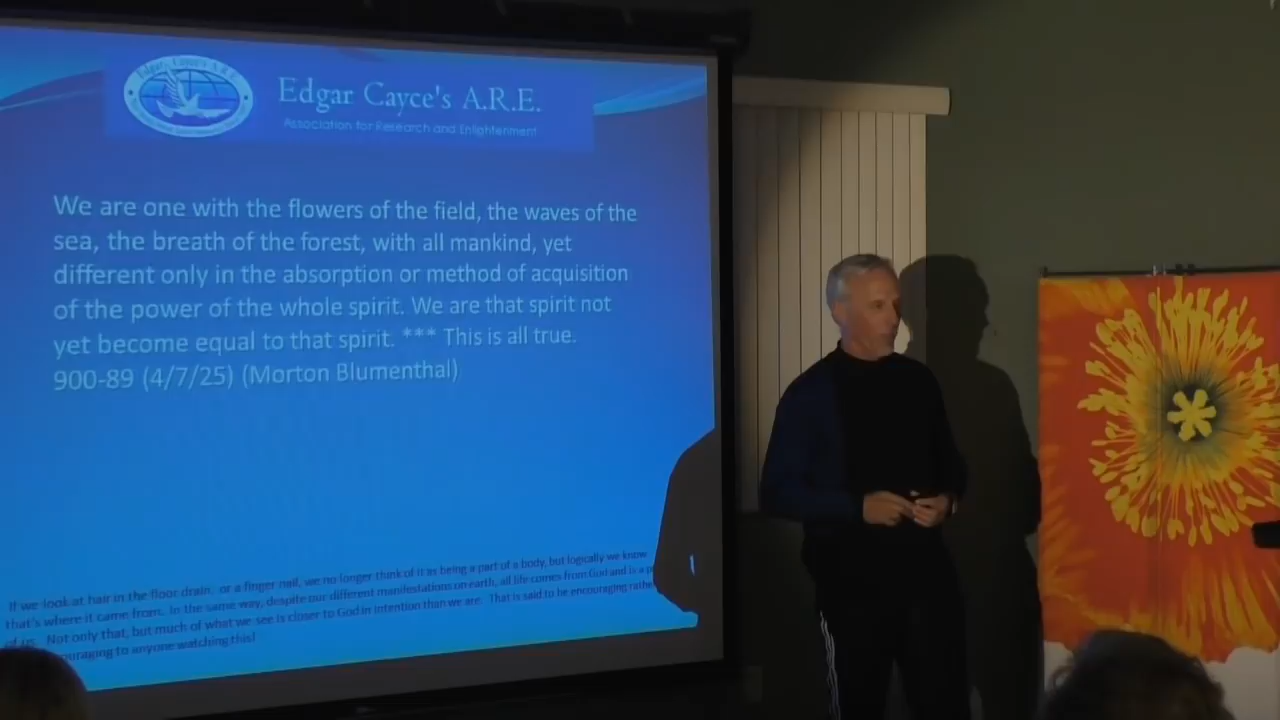 Edgar Cayce's A.R.E.
Edgar Cayce's A.R.E.
Association for Research and Enlightenment
We are one with the flowers of the field, the waves of the
sea, the breath of the forest, with all mankind, yet
different only in the absorption or method of acquisition
of the power of the whole spirit. We are that spirit not
yet become equal to that spirit. *** This is all true.
900-89 (4/7/25) (Morton Blumenthal)
If we look at hair in the floor drain, or a finger nail, we no longer think of it as being a part of a body, but logically we know
that's where it came from. In the same way, despite our different manifestations on earth, all life comes from God and is a
of us. Not only that, but much of what we see is closer to God in intention than we are. That is said to be encouraging
to anyone watching this!